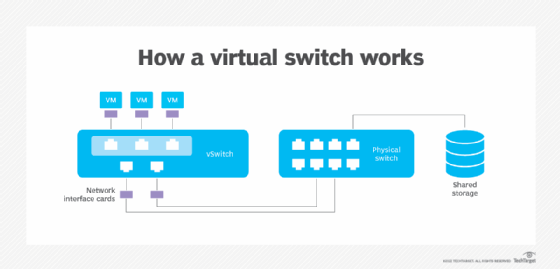 How a virtual switch works
VM VM VM
vSwitch
Physical
switch
Network
interface cards
Shared
storage
TechTarget